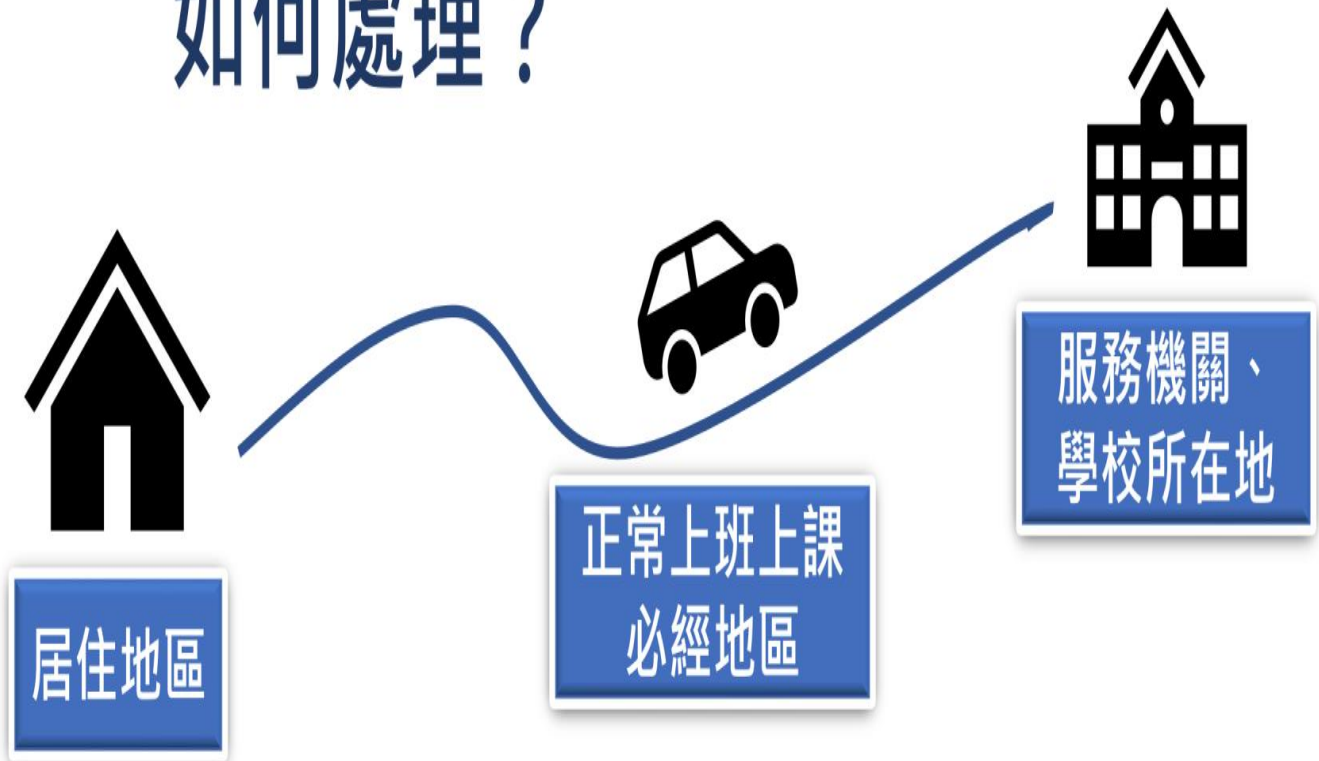 如何處理？
服務機關、
學校所在地
正常上班上課
必經地區
居住地區